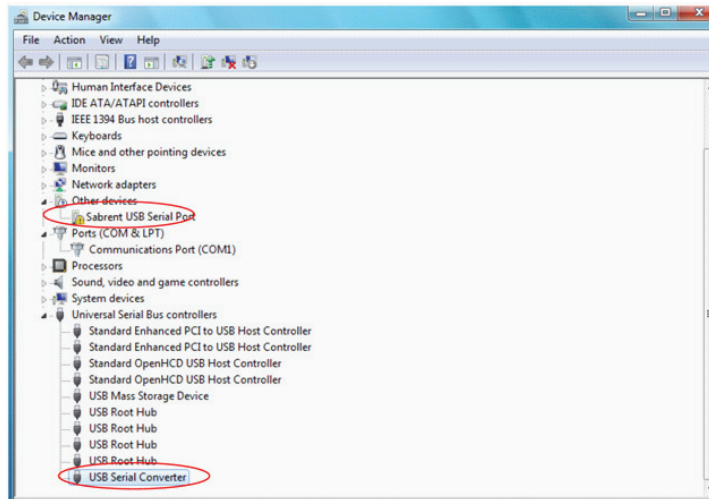 Device Manager
File Action View Help
Human Interface Devices
IDE ATA/ATAPI controllers
IEEE 1394 Bus host controllers
Keyboards
Mice and other pointing devices
Monitors
Network adapters
Other devices
Sabrent USB Serial Port
Ports (COM & LPT)
Communications Port (COM1)
Processors
Sound, video and game controllers
System devices
Universal Serial Bus controllers
Standard Enhanced PCI to USB Host Controller
Standard Enhanced PCI to USB Host Controller
Standard OpenHCD USB Host Controller
Standard OpenHCD USB Host Controller
USB Mass Storage Device
USB Root Hub
USB Root Hub
USB Root Hub
USB Root Hub
USB Serial Converter